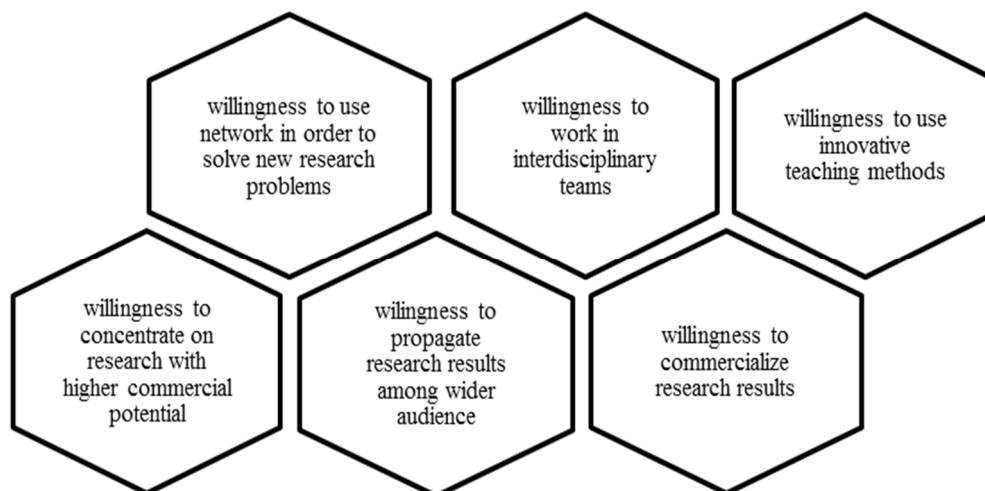 willingness to use
network in order to
solve new research
problems
willingness to
work in
interdisciplinary
teams
willingness to use
innovative
teaching methods
willingness to
concentrate on
research with
higher commercial
potential
wilingness to
propagate
research results
among wider
audience
willingness to
commercialize
research results